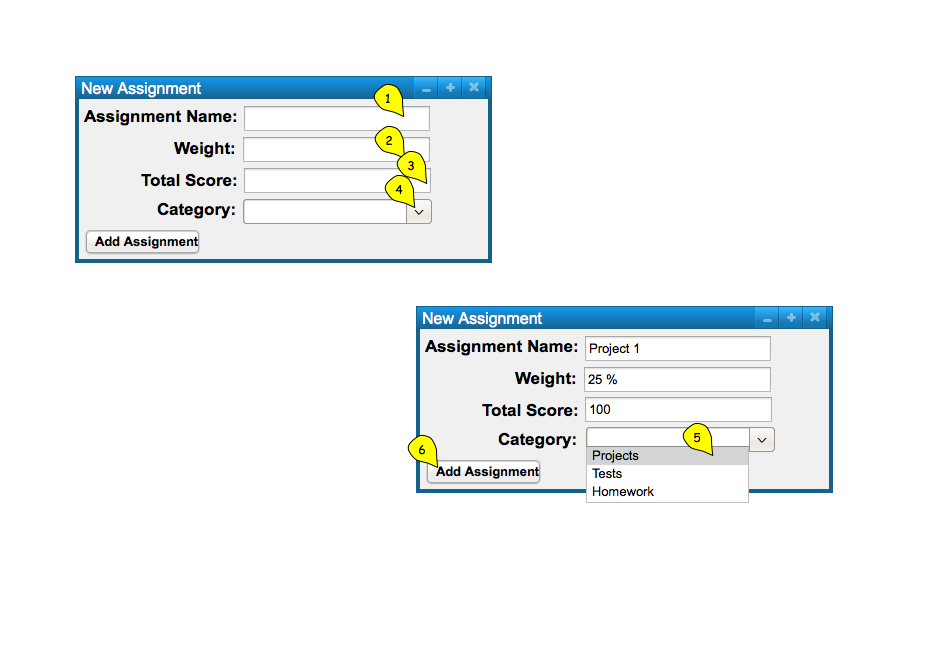 New Assignment
1
Assignment Name:
2
Weight:
3
Total Score:
4
Category:
Add Assignment
New Assignment
Assignment Name: Project 1
Weight: 25 %
Total Score: 100
Category:
5
6
Projects
Add Assignment
Tests
Homework